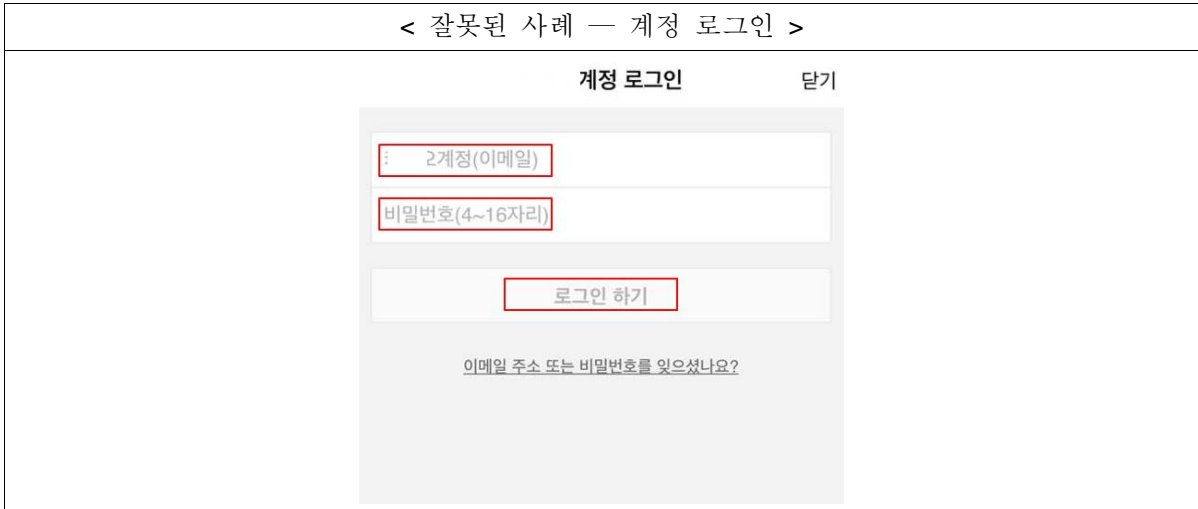 < 잘못된 사례 — 계정 로그인 >
계정 로그인 닫기
계정(이메일)
비밀번호(4~16자리)
로그인 하기
이메일 주소 또는 비밀번호를 잊으셨나요?